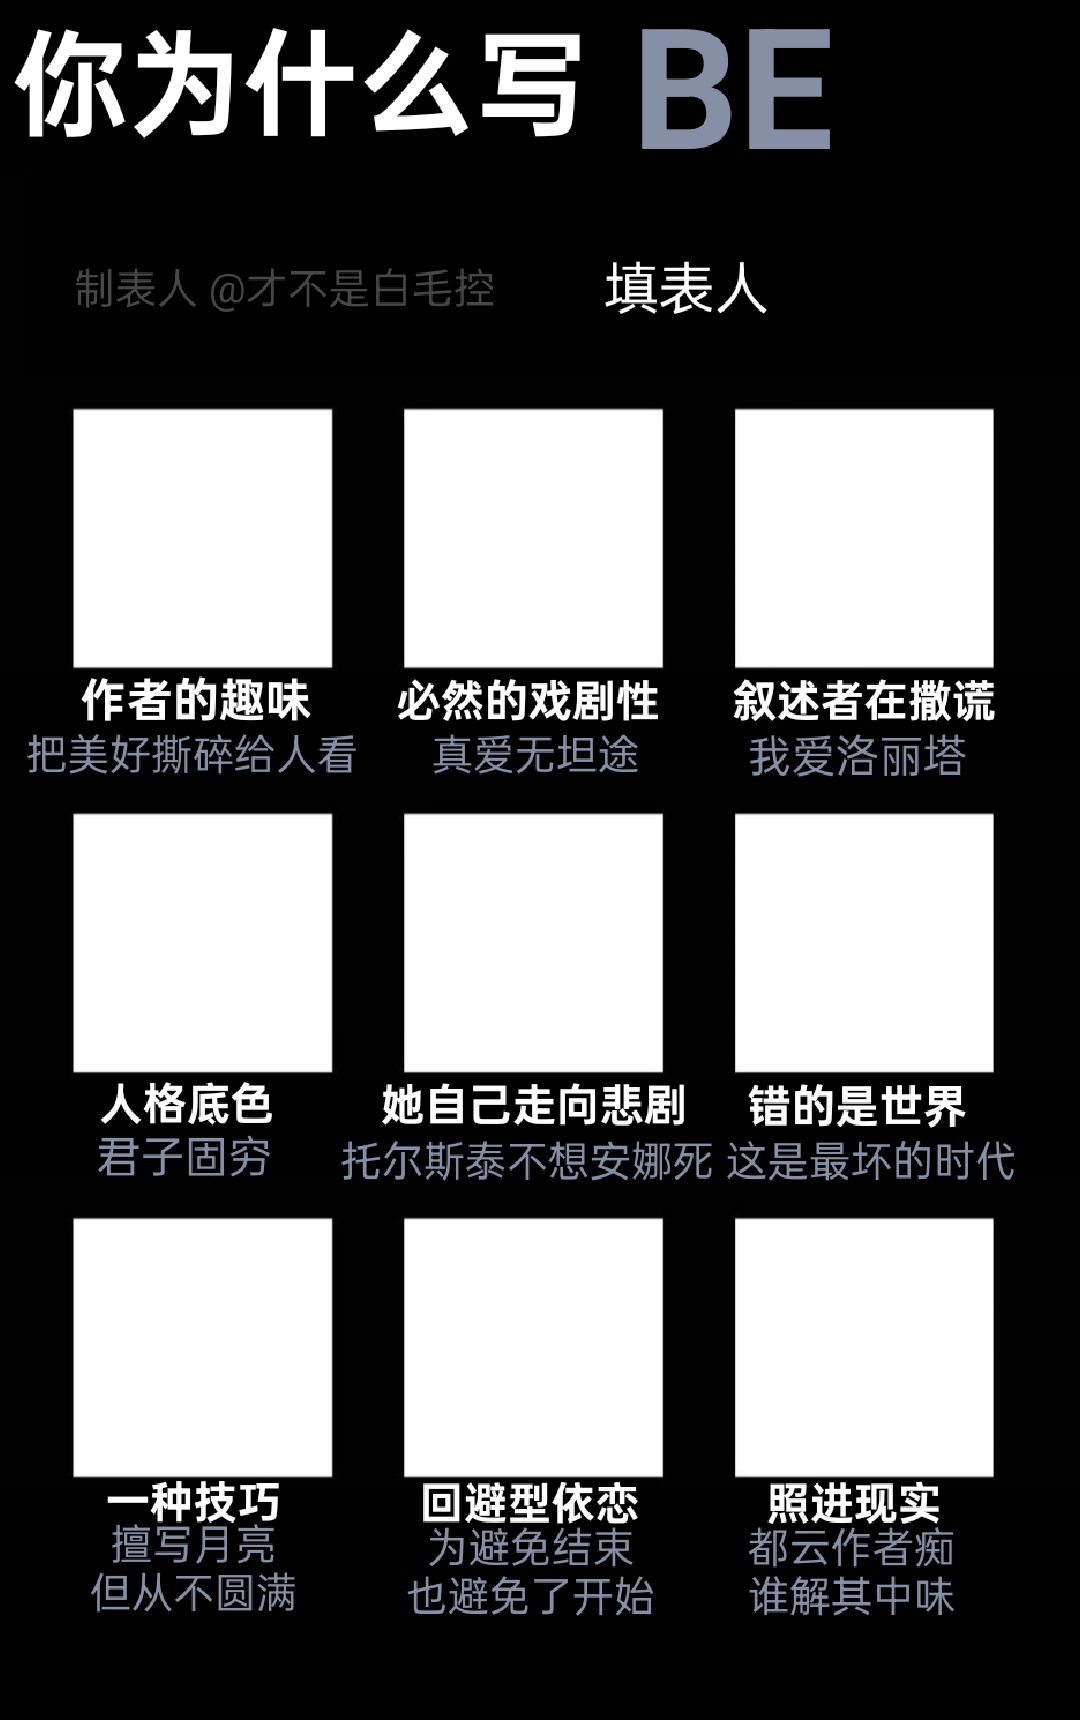 你为什么写 BE
制表人 @才不是白毛控 填表人
作者的趣味 必然的戏剧性 叙述者在撒谎
把美好撕碎给人看 真爱无坦途 我爱洛丽塔
人格底色 她自己走向悲剧 错的是世界
君子固穷 托尔斯泰不想安娜死 这是最坏的时代
一种技巧 回避型依恋 照进现实
擅写月亮 为避免结束 都云作者痴
但从不圆满 也避免了开始 谁解其中味